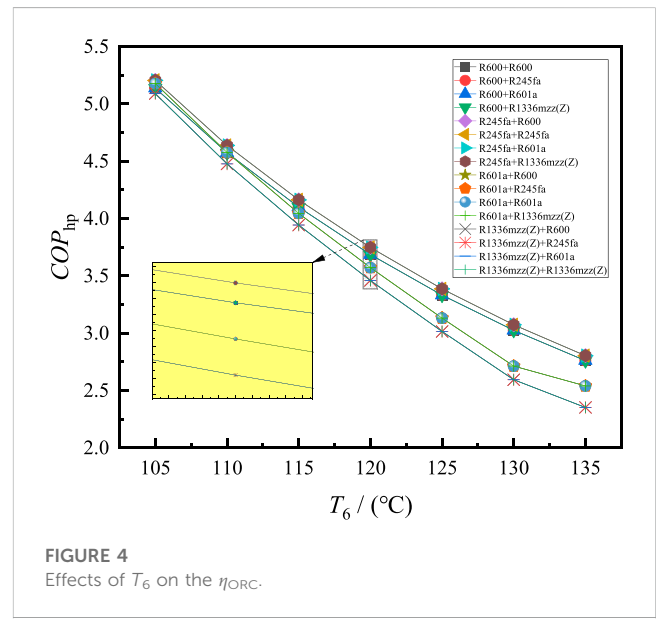 5.5
5.0
4.5
4.0
3.5
3.0
2.5
2.0
COPhp
R600+R600
R600+R245fa
R600+R601a
R600+R1336mzz(Z)
R245fa+R600
R245fa+R245fa
R245fa+R601a
R245fa+R1336mzz(Z)
R601a+R600
R601a+R245fa
R601a+R601a
R601a+R1336mzz(Z)
R1336mzz(Z)+R600
R1336mzz(Z)+R245fa
R1336mzz(Z)+R601a
R1336mzz(Z)+R1336mzz(Z)
105 110 115 120 125 130 135
T6 / (°C)
FIGURE 4
Effects of T6 on the ηORC.